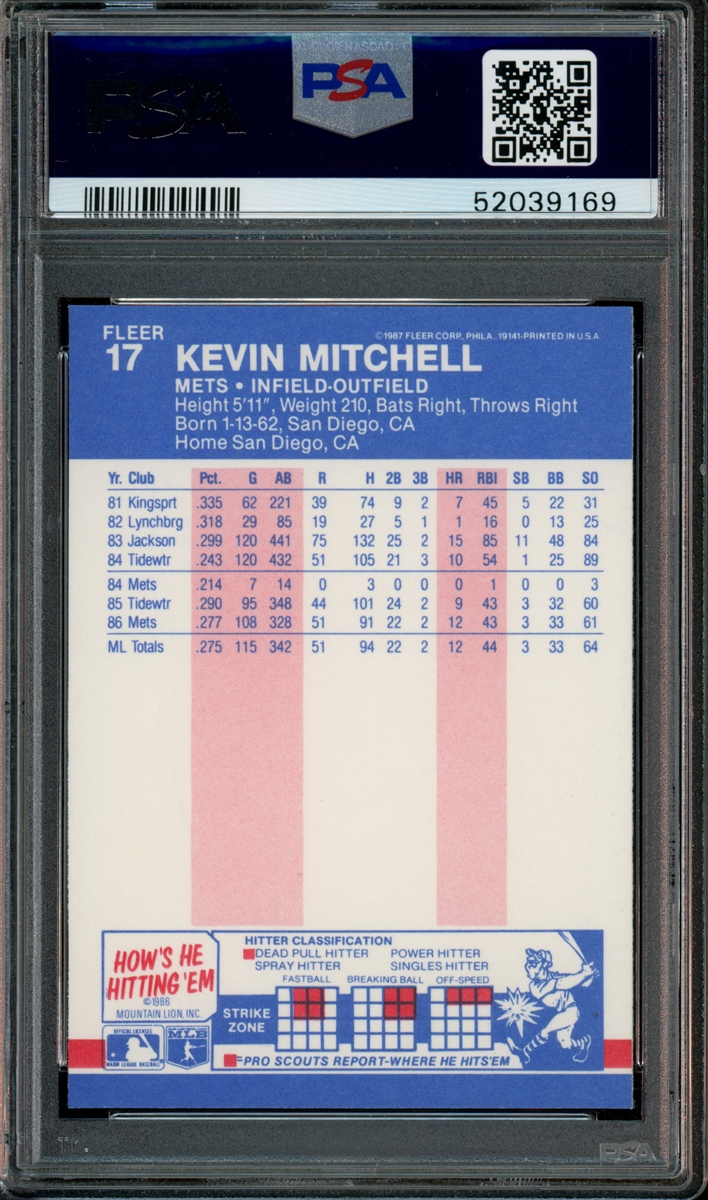 PSA
PSA
52039169
FLEER
17 KEVIN MITCHELL
©1987 FLEER CORP., PHILA., 19141-PRINTED IN U.S.A.
METS • INFIELD-OUTFIELD
Height 5'11", Weight 210, Bats Right, Throws Right
Born 1-13-62, San Diego, CA
Home San Diego, CA
Yr. Club Pct. G AB R H 2B 3B HR RBI SB BB SO
81 Kingsprt .335 62 221 39 74 9 2 7 45 5 22 31
82 Lynchbrg .318 29 85 19 27 5 1 1 16 0 13 25
83 Jackson .299 120 441 75 132 25 2 15 85 11 48 84
84 Tidewtr .243 120 432 51 105 21 3 10 54 1 25 89
84 Mets .214 7 14 0 3 0 0 0 1 0 0 3
85 Tidewtr .290 95 348 44 101 24 2 9 43 3 32 60
86 Mets .277 108 328 51 91 22 2 12 43 3 33 61
ML Totals .275 115 342 51 94 22 2 12 44 3 33 64
HOW'S HE
HITTING 'EM
©1986
MOUNTAIN LION, INC.
HITTER CLASSIFICATION
DEAD PULL HITTER POWER HITTER
SPRAY HITTER SINGLES HITTER
FASTBALL BREAKING BALL OFF-SPEED
STRIKE
ZONE
=PRO SCOUTS REPORT-WHERE HE HITS'EM
OFFICIAL LICENSEE
MAJOR LEAGUE BASEBALL
MLB
PSA